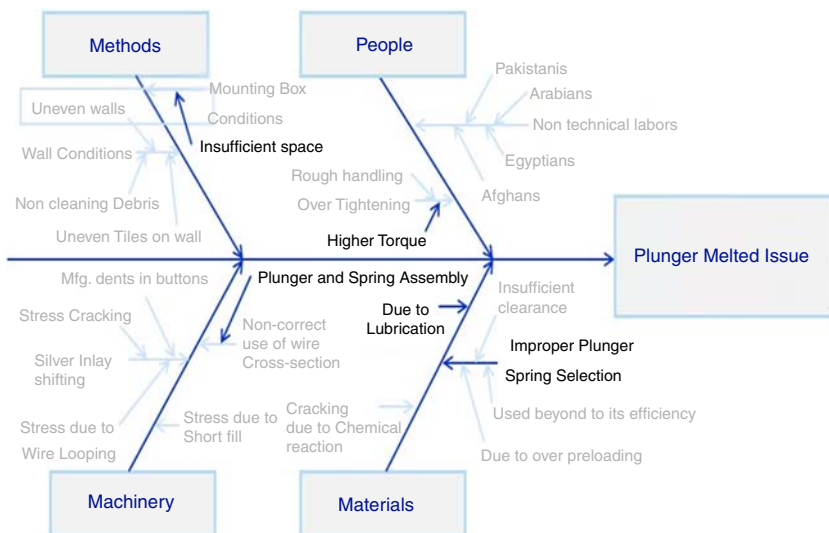 Methods
People
Mounting Box
Conditions
Uneven walls
Insufficient space
Wall Conditions
Non cleaning Debris
Uneven Tiles on wall
Pakistanis
Arabians
Non technical labors
Egyptians
Afghans
Rough handling
Over Tightening
Higher Torque
Plunger Melted Issue
Mfg. dents in buttons
Plunger and Spring Assembly
Stress Cracking
Non-correct
use of wire
Cross-section
Silver Inlay
shifting
Stress due to
Wire Looping
Stress due to
Short fill
Due to
Lubrication
Insufficient
clearance
Improper Plunger
Spring Selection
Used beyond to its efficiency
Due to over preloading
Cracking
due to Chemical
reaction
Machinery
Materials